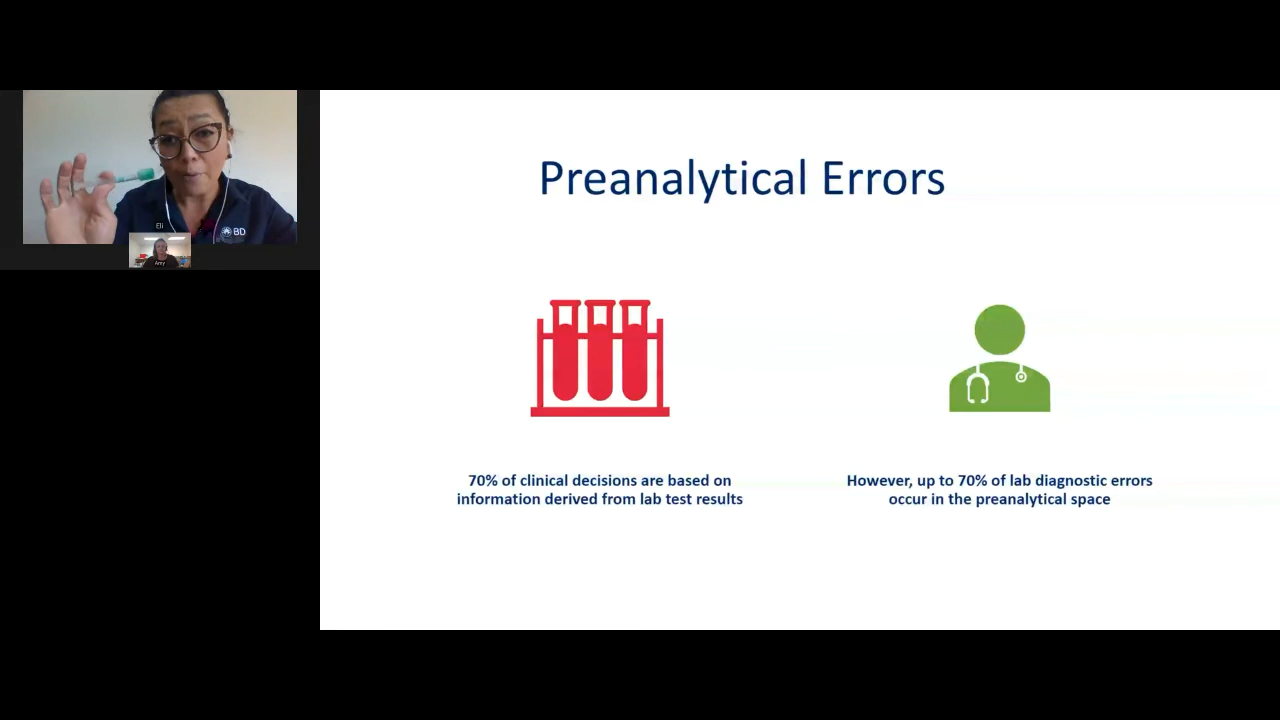 Eli
BD
Amy
Preanalytical Errors
70% of clinical decisions are based on
information derived from lab test results
However, up to 70% of lab diagnostic errors
occur in the preanalytical space